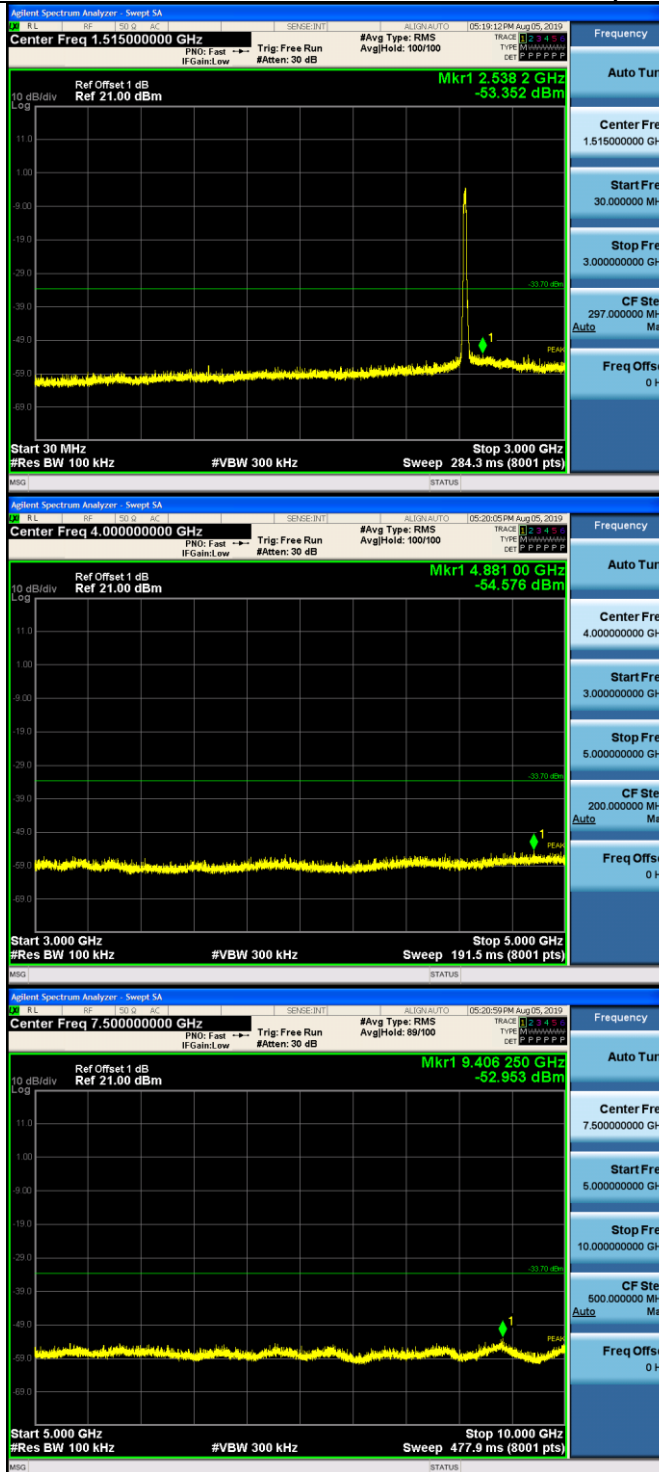 Agilent Spectrum Analyzer - Swept SA
RL RF 50 Ω AC SENSE:INT ALIGN AUTO 05:19:12 PM Aug 05, 2019
Center Freq 1.515000000 GHz #Avg Type: RMS TRACE 1 2 3 4 5 6 Frequency
PNO: Fast Trig: Free Run Avg|Hold: 100/100 TYPE M
IFGain:Low #Atten: 30 dB DET P P P P P P
Auto Tun
Mkr1 2.538 2 GHz
Ref Offset 1 dB
10 dB/div Ref 21.00 dBm -53.352 dBm
Log
Center Fre
1.515000000 GH
11.0
1.00
Start Fre
30.000000 MH
-9.00
-19.0
Stop Fre
3.000000000 GH
-29.0
-33.70 dBm
CF Ste
297.000000 MH
Auto Ma
-39.0
-49.0
1
PEAK
Freq Offse
0 H
-59.0
-69.0
Start 30 MHz Stop 3.000 GHz
#Res BW 100 kHz #VBW 300 kHz Sweep 284.3 ms (8001 pts)
MSG STATUS
Agilent Spectrum Analyzer - Swept SA
RL RF 50 Ω AC SENSE:INT ALIGN AUTO 05:20:05 PM Aug 05, 2019
Center Freq 4.000000000 GHz #Avg Type: RMS TRACE 1 2 3 4 5 6 Frequency
PNO: Fast Trig: Free Run Avg|Hold: 100/100 TYPE M
IFGain:Low #Atten: 30 dB DET P P P P P P
Auto Tun
Mkr1 4.881 00 GHz
Ref Offset 1 dB
10 dB/div Ref 21.00 dBm -54.576 dBm
Log
Center Fre
4.000000000 GH
11.0
1.00
Start Fre
3.000000000 GH
-9.00
-19.0
Stop Fre
5.000000000 GH
-29.0
-33.70 dBm
CF Ste
200.000000 MH
Auto Ma
-39.0
-49.0
1
PEAK
Freq Offse
0 H
-59.0
-69.0
Start 3.000 GHz Stop 5.000 GHz
#Res BW 100 kHz #VBW 300 kHz Sweep 191.5 ms (8001 pts)
MSG STATUS
Agilent Spectrum Analyzer - Swept SA
RL RF 50 Ω AC SENSE:INT ALIGN AUTO 05:20:59 PM Aug 05, 2019
Center Freq 7.500000000 GHz #Avg Type: RMS TRACE 1 2 3 4 5 6 Frequency
PNO: Fast Trig: Free Run Avg|Hold: 89/100 TYPE M
IFGain:Low #Atten: 30 dB DET P P P P P P
Auto Tun
Mkr1 9.406 250 GHz
Ref Offset 1 dB
10 dB/div Ref 21.00 dBm -52.953 dBm
Log
Center Fre
7.500000000 GH
11.0
1.00
Start Fre
5.000000000 GH
-9.00
-19.0
Stop Fre
10.000000000 GH
-29.0
-33.70 dBm
CF Ste
500.000000 MH
Auto Ma
-39.0
-49.0
1
PEAK
Freq Offse
0 H
-59.0
-69.0
Start 5.000 GHz Stop 10.000 GHz
#Res BW 100 kHz #VBW 300 kHz Sweep 477.9 ms (8001 pts)
MSG STATUS